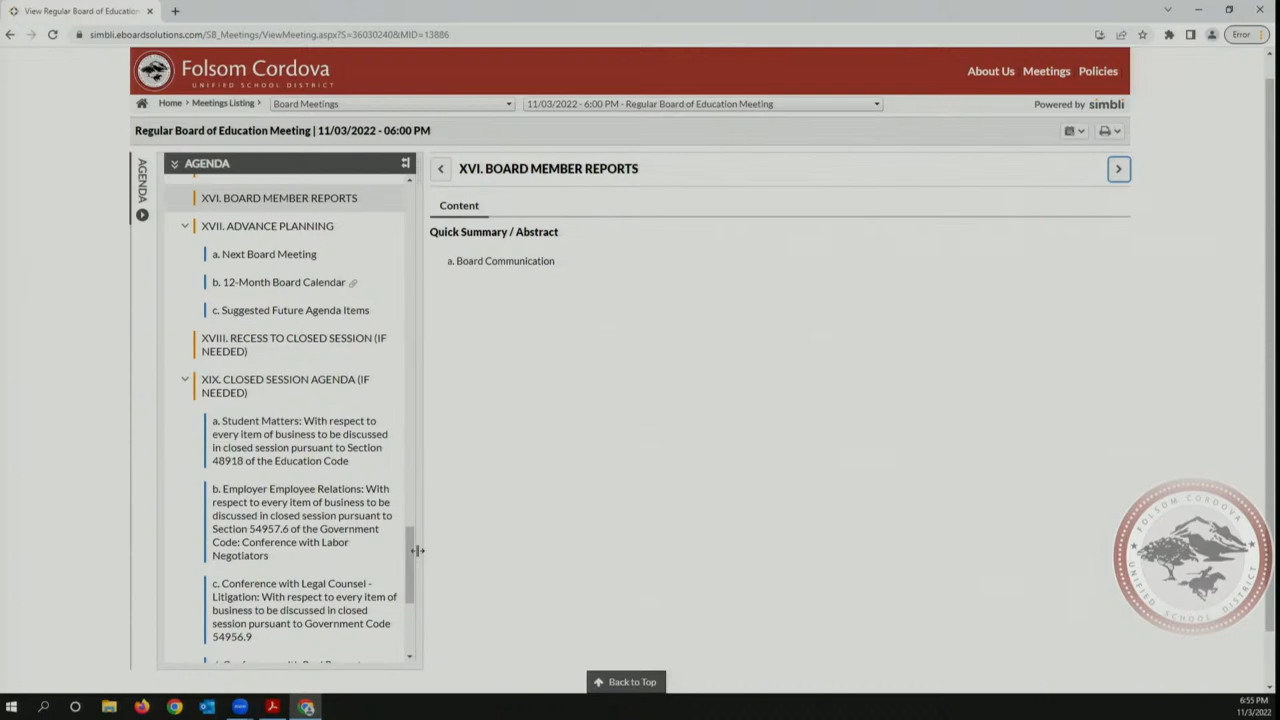 View Regular Board of Education
simbli.eboardsolutions.com/SB_Meetings/ViewMeeting.aspx?S=36030240&MID=13886
Error
Folsom Cordova
UNIFIED SCHOOL DISTRICT
About Us Meetings Policies
Home > Meetings Listing > Board Meetings 11/03/2022 - 6:00 PM - Regular Board of Education Meeting Powered by simbli
Regular Board of Education Meeting | 11/03/2022 - 06:00 PM
AGENDA
AGENDA
XVI. BOARD MEMBER REPORTS
XVII. ADVANCE PLANNING
a. Next Board Meeting
b. 12-Month Board Calendar
c. Suggested Future Agenda Items
XVIII. RECESS TO CLOSED SESSION (IF
NEEDED)
XIX. CLOSED SESSION AGENDA (IF
NEEDED)
a. Student Matters: With respect to
every item of business to be discussed
in closed session pursuant to Section
48918 of the Education Code
b. Employer Employee Relations: With
respect to every item of business to be
discussed in closed session pursuant to
Section 54957.6 of the Government
Code: Conference with Labor
Negotiators
c. Conference with Legal Counsel -
Litigation: With respect to every item of
business to be discussed in closed
session pursuant to Government Code
54956.9
XVI. BOARD MEMBER REPORTS
Content
Quick Summary / Abstract
a. Board Communication
Back to Top
FOLSOM CORDOVA
UNIFIED SCHOOL DISTRICT
6:55 PM
11/3/2022